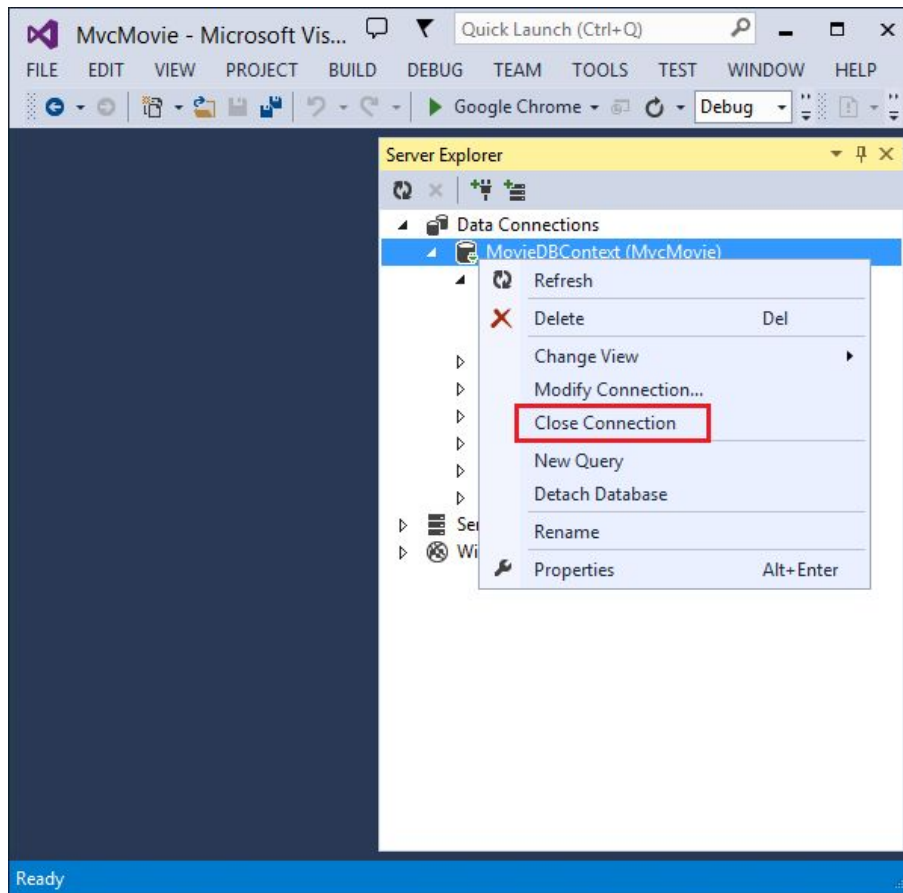 MvcMovie - Microsoft Vis...
Quick Launch (Ctrl+Q)
FILE EDIT VIEW PROJECT BUILD DEBUG TEAM TOOLS TEST WINDOW HELP
Google Chrome Debug
Server Explorer
Data Connections
MovieDBContext (MvcMovie)
Refresh
Delete Del
Change View
Modify Connection...
Close Connection
New Query
Detach Database
Ser
Rename
Wi
Properties Alt+Enter
Ready